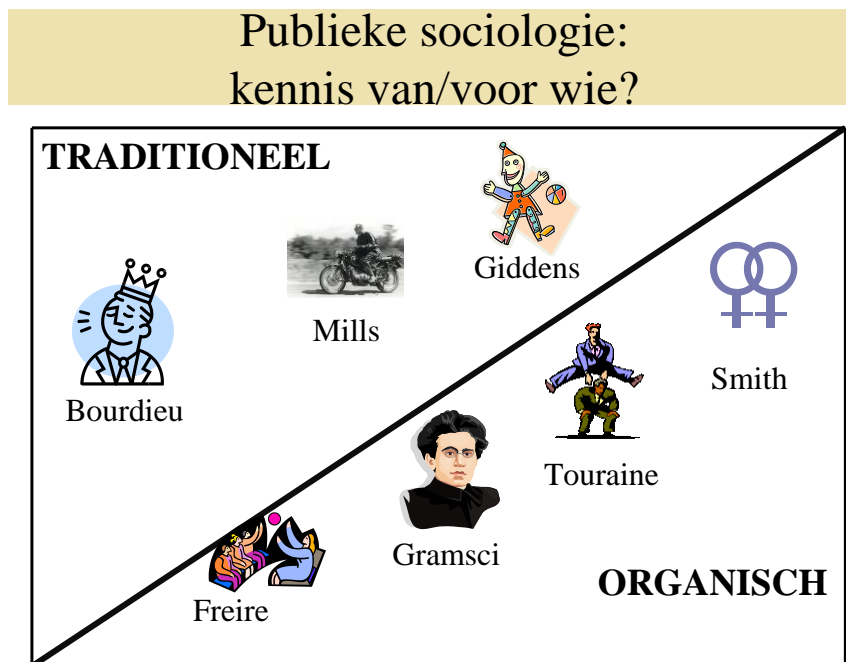 Publieke sociologie:
kennis van/voor wie?
TRADITIONEEL
Giddens
Mills
Smith
Bourdieu
Touraine
Gramsci
ORGANISCH
Freire